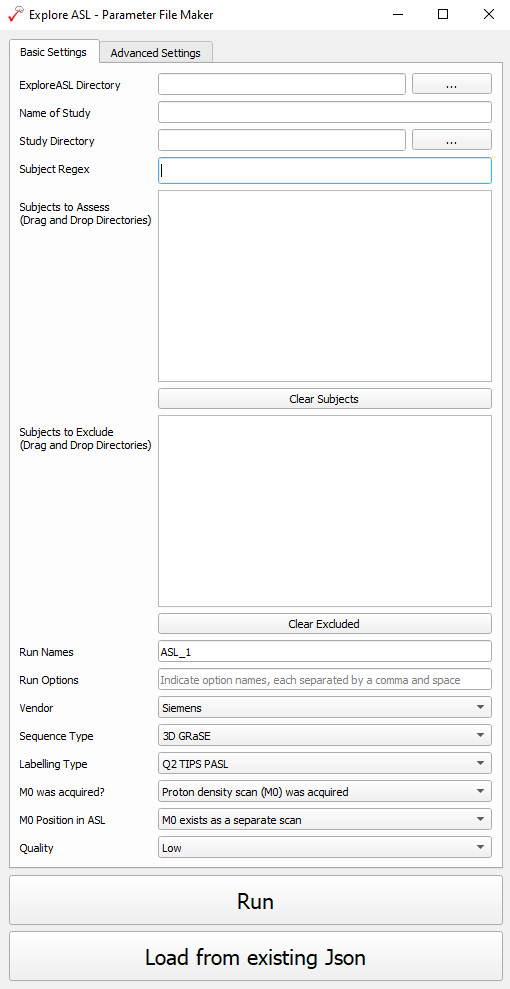 Explore ASL - Parameter File Maker
Basic Settings
Advanced Settings
ExploreASL Directory
...
Name of Study
Study Directory
...
Subject Regex
Subjects to Assess
(Drag and Drop Directories)
Clear Subjects
Subjects to Exclude
(Drag and Drop Directories)
Clear Excluded
Run Names
ASL_1
Run Options
Indicate option names, each separated by a comma and space
Vendor
Siemens
Sequence Type
3D GRaSE
Labelling Type
Q2 TIPS PASL
M0 was acquired?
Proton density scan (M0) was acquired
M0 Position in ASL
M0 exists as a separate scan
Quality
Low
Run
Load from existing Json